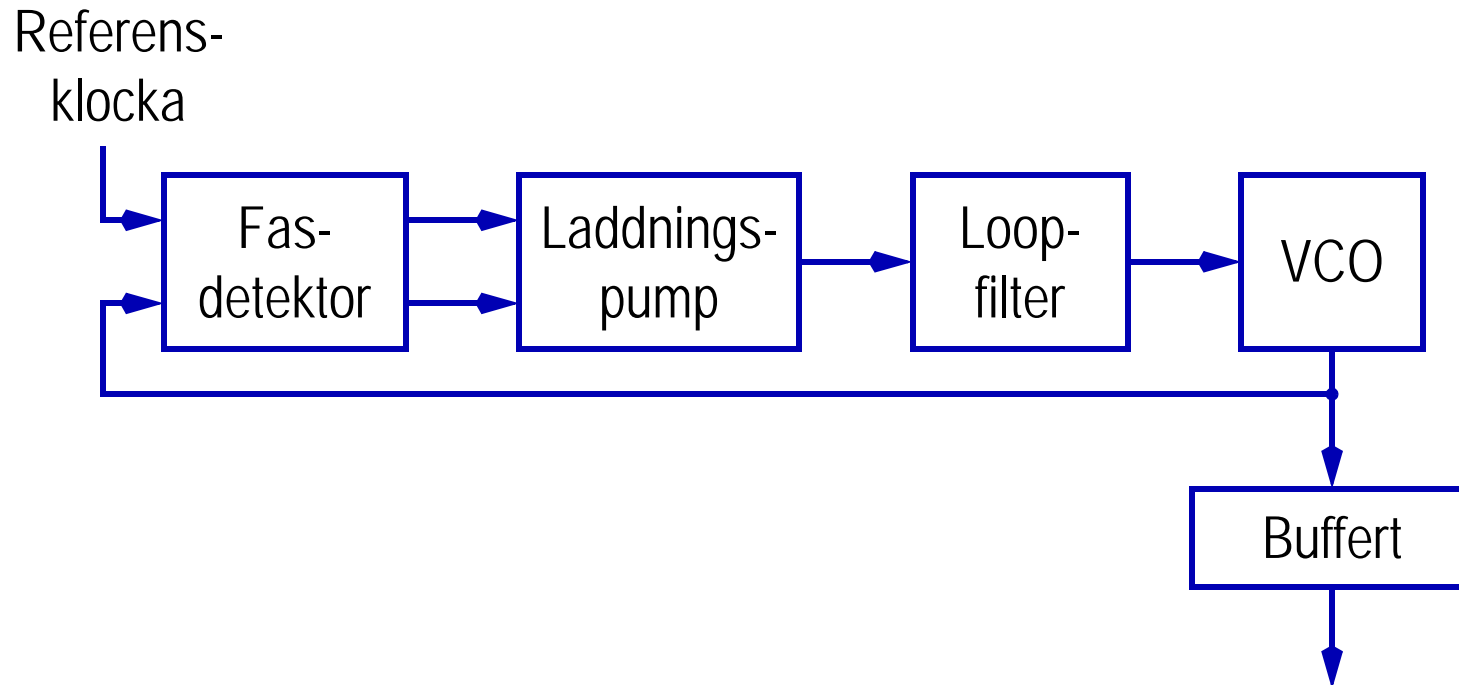 Referens-
klocka
Fas-
detektor
Laddnings-
pump
Loop-
filter
VCO
Buffert